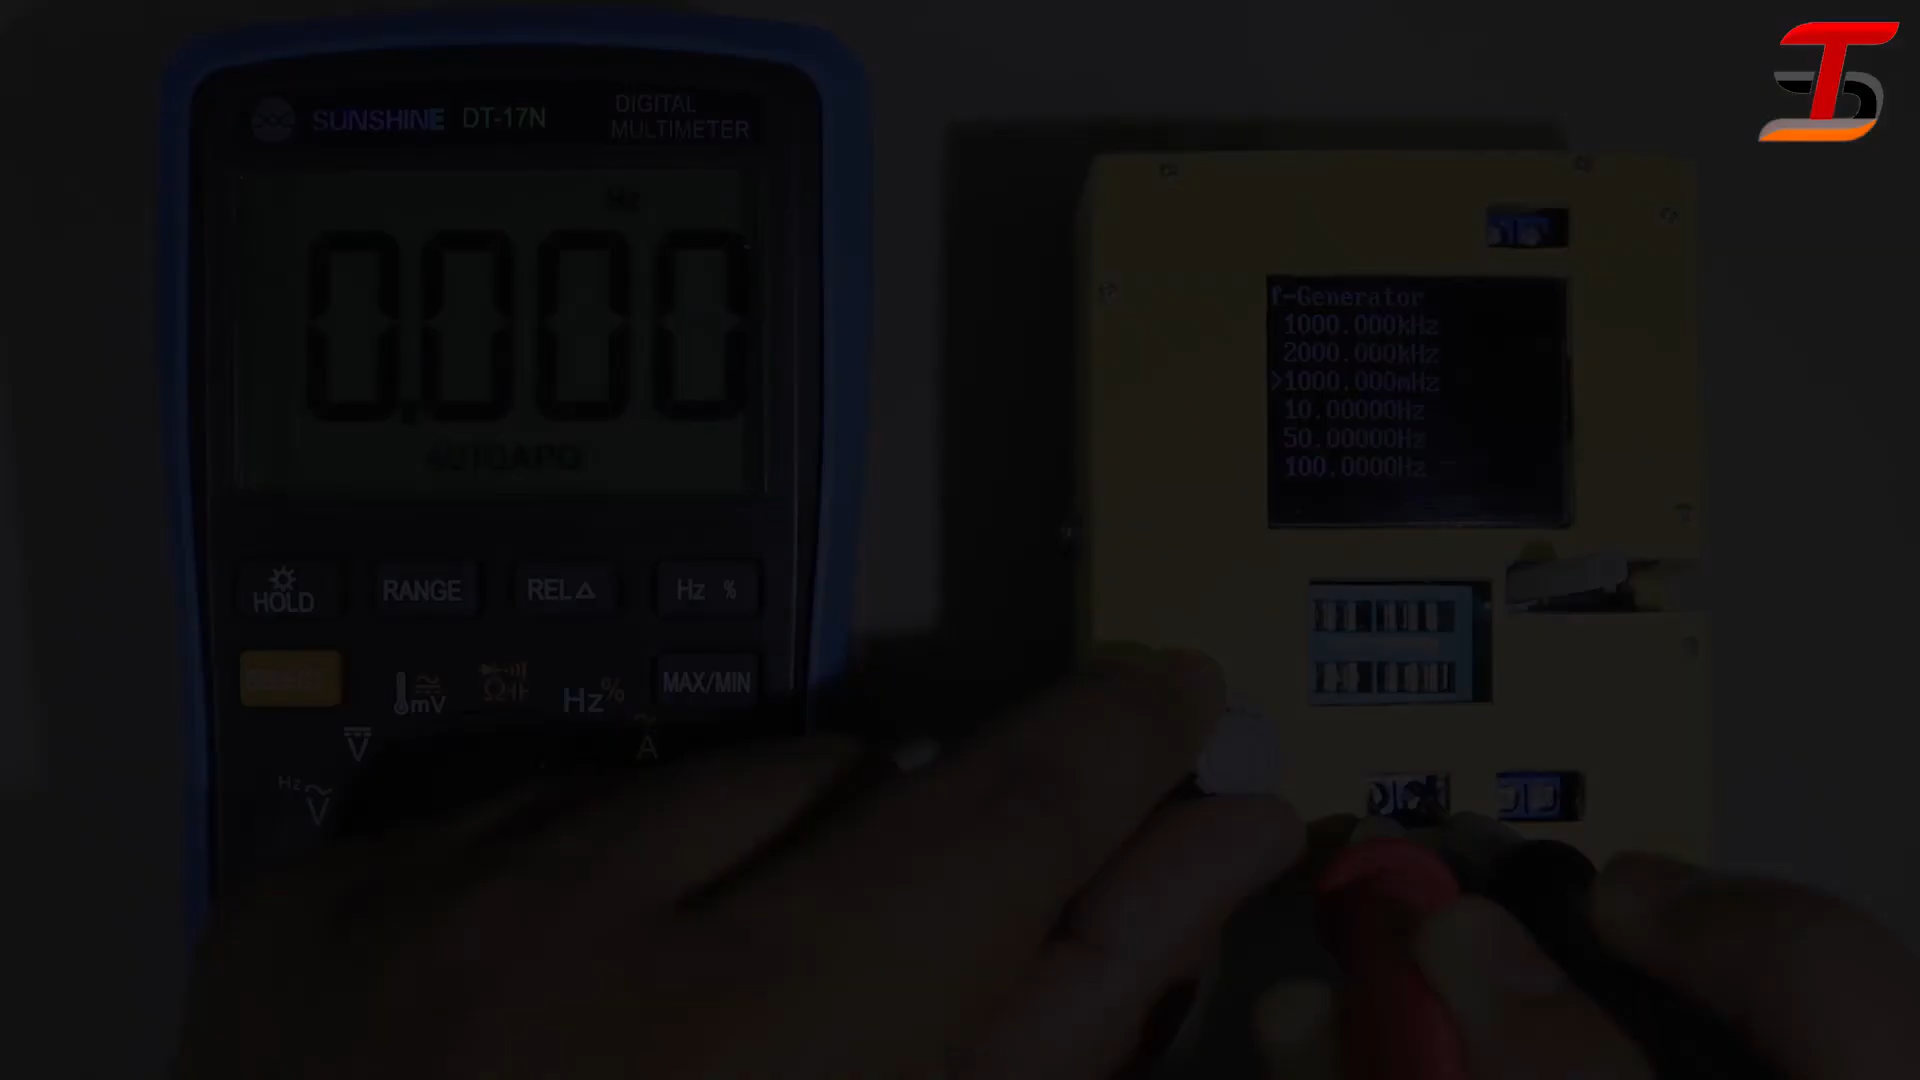 SUNSHINE DT-17N
DIGITAL
MULTIMETER
Hz
0.000
AUTO APO
HOLD
RANGE
REL△
Hz %
SELECT
mV
Ω
Hz%
MAX/MIN
V
A
Hz
V
f-Generator
1000.000kHz
2000.000kHz
>1000.000mHz
10.00000Hz
50.00000Hz
100.0000Hz